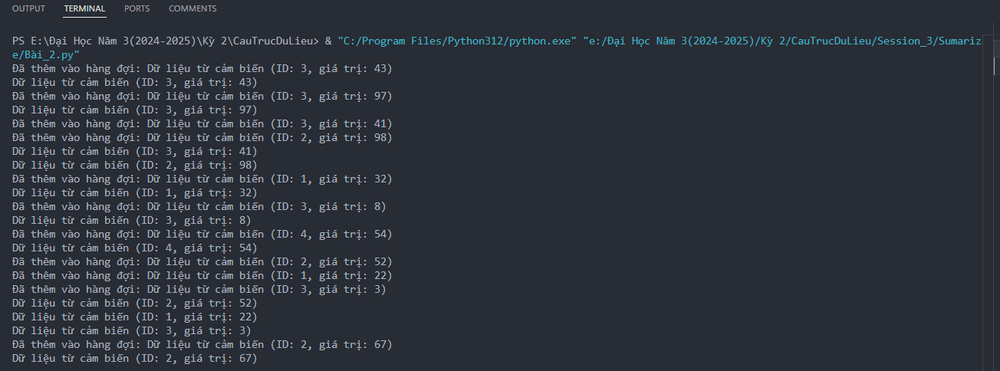 OUTPUT TERMINAL PORTS COMMENTS
PS E:\Đại Học Năm 3(2024-2025)\Kỳ 2\CauTrucDuLieu> & "C:/Program Files/Python312/python.exe" "e:/Đại Học Năm 3(2024-2025)/Kỳ 2/CauTrucDuLieu/Session_3/Sumariz
e/Bài_2.py"
Đã thêm vào hàng đợi: Dữ liệu từ cảm biến (ID: 3, giá trị: 43)
Dữ liệu từ cảm biến (ID: 3, giá trị: 43)
Đã thêm vào hàng đợi: Dữ liệu từ cảm biến (ID: 3, giá trị: 97)
Dữ liệu từ cảm biến (ID: 3, giá trị: 97)
Đã thêm vào hàng đợi: Dữ liệu từ cảm biến (ID: 3, giá trị: 41)
Đã thêm vào hàng đợi: Dữ liệu từ cảm biến (ID: 2, giá trị: 98)
Dữ liệu từ cảm biến (ID: 3, giá trị: 41)
Dữ liệu từ cảm biến (ID: 2, giá trị: 98)
Đã thêm vào hàng đợi: Dữ liệu từ cảm biến (ID: 1, giá trị: 32)
Dữ liệu từ cảm biến (ID: 1, giá trị: 32)
Đã thêm vào hàng đợi: Dữ liệu từ cảm biến (ID: 3, giá trị: 8)
Dữ liệu từ cảm biến (ID: 3, giá trị: 8)
Đã thêm vào hàng đợi: Dữ liệu từ cảm biến (ID: 4, giá trị: 54)
Dữ liệu từ cảm biến (ID: 4, giá trị: 54)
Đã thêm vào hàng đợi: Dữ liệu từ cảm biến (ID: 2, giá trị: 52)
Đã thêm vào hàng đợi: Dữ liệu từ cảm biến (ID: 1, giá trị: 22)
Đã thêm vào hàng đợi: Dữ liệu từ cảm biến (ID: 3, giá trị: 3)
Dữ liệu từ cảm biến (ID: 2, giá trị: 52)
Dữ liệu từ cảm biến (ID: 1, giá trị: 22)
Dữ liệu từ cảm biến (ID: 3, giá trị: 3)
Đã thêm vào hàng đợi: Dữ liệu từ cảm biến (ID: 2, giá trị: 67)
Dữ liệu từ cảm biến (ID: 2, giá trị: 67)